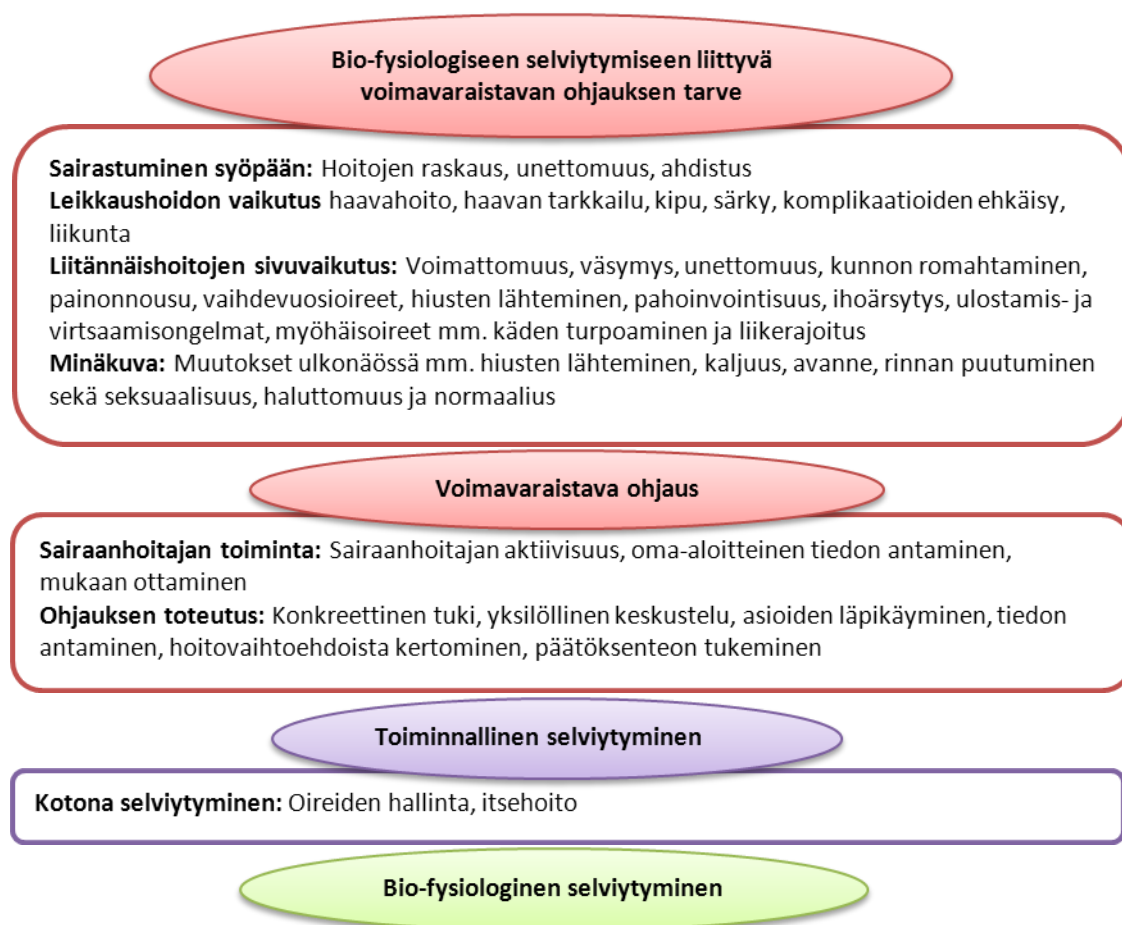 Bio-fysiologiseen selviytymiseen liittyvä
voimavaraistavan ohjauksen tarve
Sairastuminen syöpään: Hoitojen raskaus, unettomuus, ahdistus
Leikkaushoidon vaikutus haavahoito, haavan tarkkailu, kipu, särky, komplikaatioiden ehkäisy,
liikunta
Liitännäishoitojen sivuvaikutus: Voimattomuus, väsymys, unettomuus, kunnon romahtaminen,
painonnousu, vaihdevuosioireet, hiusten lähteminen, pahoinvointisuus, ihoärsytys, ulostamis- ja
virtsaamisongelmat, myöhäisoireet mm. käden turpoaminen ja liikerajoitus
Minäkuva: Muutokset ulkonäössä mm. hiusten lähteminen, kaljuus, avanne, rinnan puutuminen
sekä seksuaalisuus, haluttomuus ja normaalius
Voimavaraistava ohjaus
Sairaanhoitajan toiminta: Sairaanhoitajan aktiivisuus, oma-aloitteinen tiedon antaminen,
mukaan ottaminen
Ohjauksen toteutus: Konkreettinen tuki, yksilöllinen keskustelu, asioiden läpikäyminen, tiedon
antaminen, hoitovaihtoehdoista kertominen, päätöksenteon tukeminen
Toiminnallinen selviytyminen
Kotona selviytyminen: Oireiden hallinta, itsehoito
Bio-fysiologinen selviytyminen